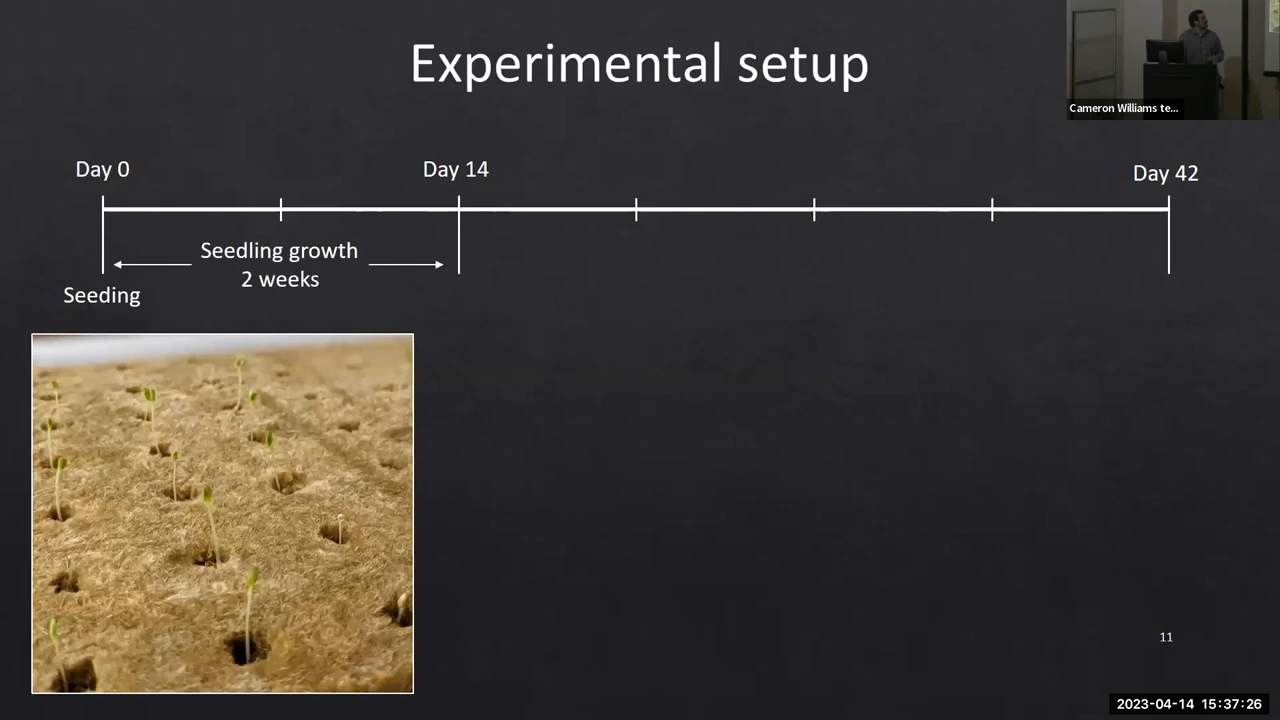 Experimental setup
Cameron Williams te...
Day 0
Day 14
Day 42
Seedling growth
2 weeks
Seeding
11
2023-04-14 15:37:26